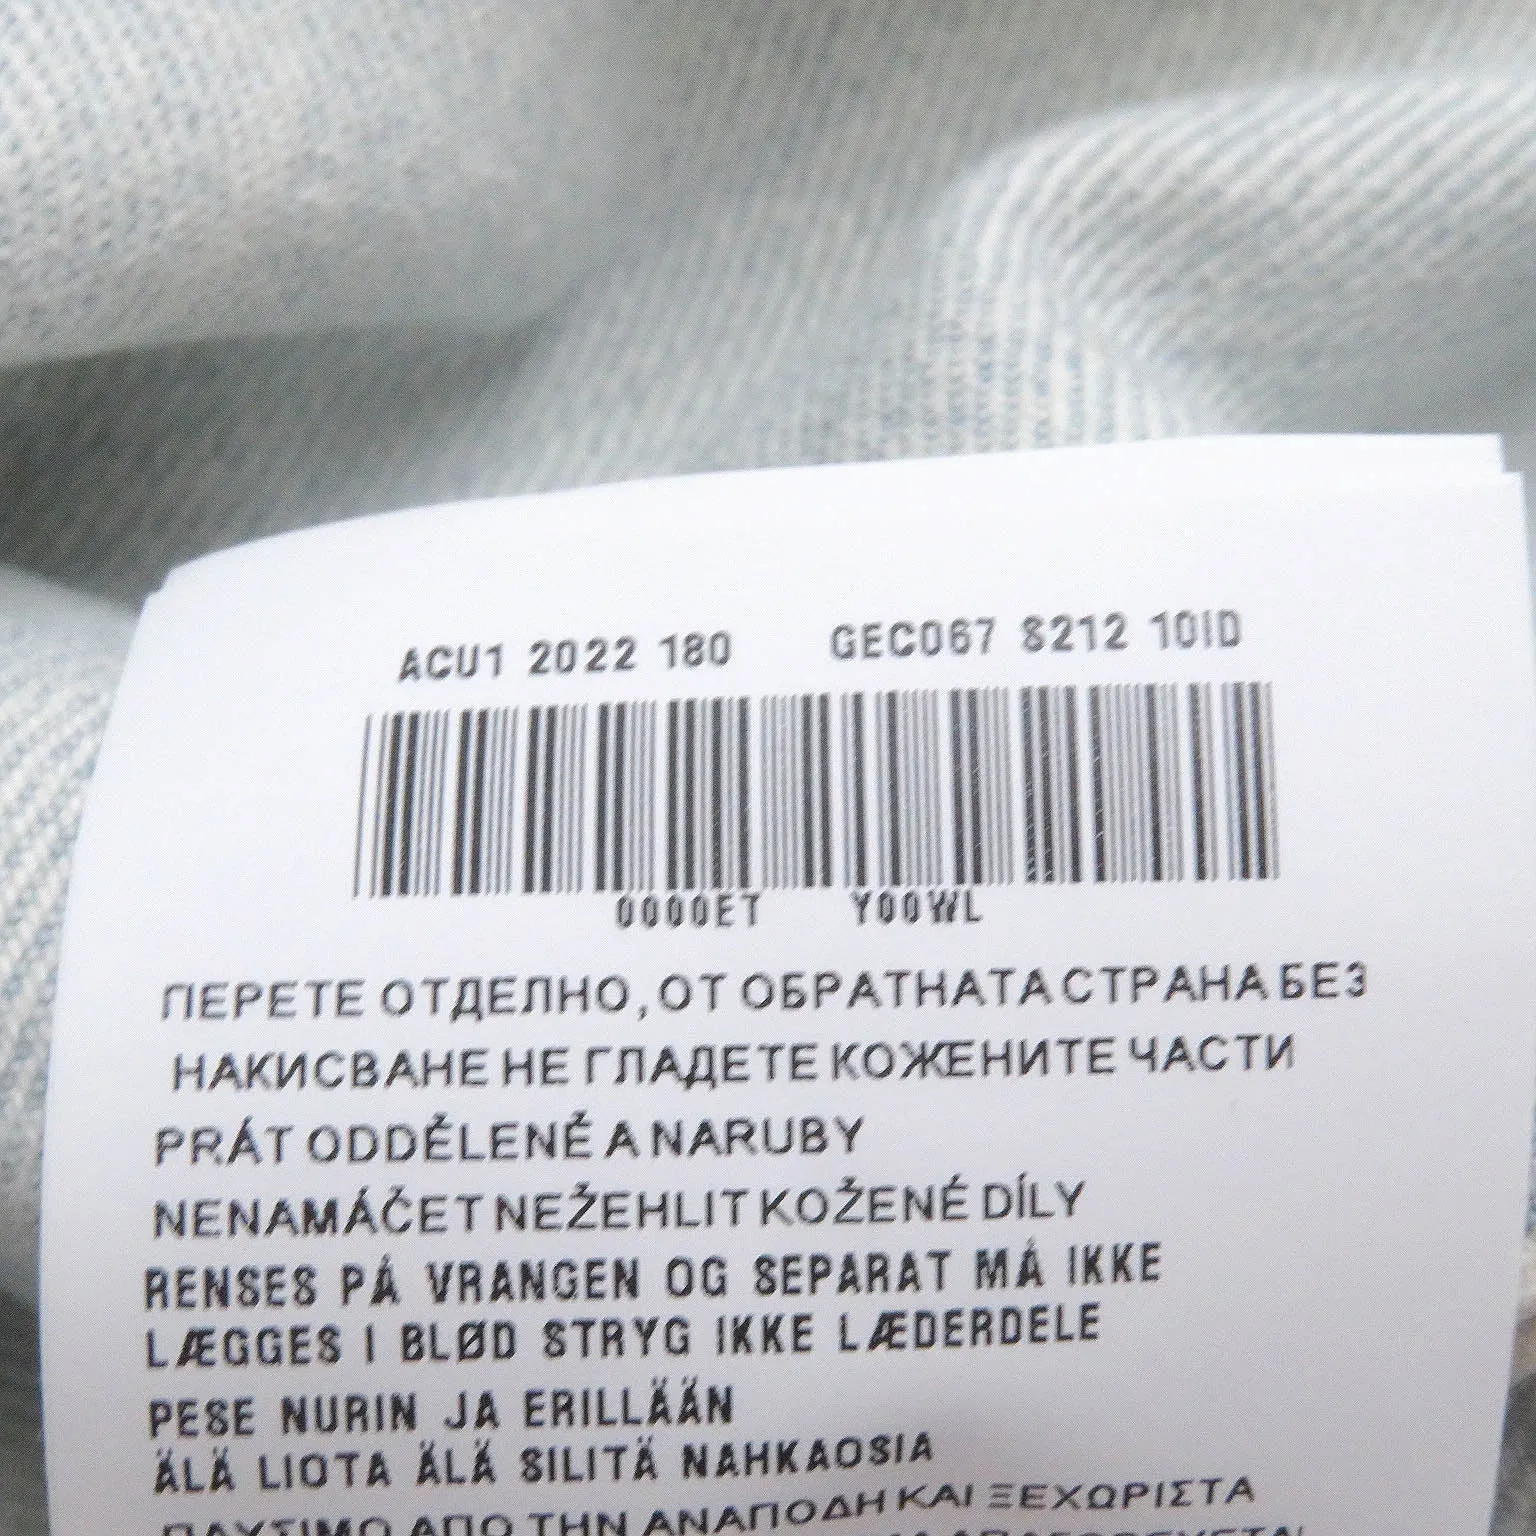 ACU1 2022 180 GEC067 8212 10ID
0000ET Y00WL
ПЕРЕТЕ ОТДЕЛНО, ОТ ОБРАТНАТА СТРАНА БЕЗ
НАКИСВАНЕ НЕ ГЛАДЕТЕ КОЖЕНИТЕ ЧАСТИ
PRÁT ODDĚLENĚ A NARUBY
NENAMÁČET NEŽEHLIT KOŽENÉ DÍLY
RENSES PÅ VRANGEN OG SEPARAT MÅ IKKE
LÆGGES I BLØD STRYG IKKE LÆDERDELE
PESE NURIN JA ERILLÄÄN
ÄLÄ LIOTA ÄLÄ SILITÄ NAHKAOSIA
ΠΛΥΣΙΜΟ ΑΠΟ ΤΗΝ ΑΝΑΠΟΔΗ ΚΑΙ ΞΕΧΩΡΙΣΤΑ